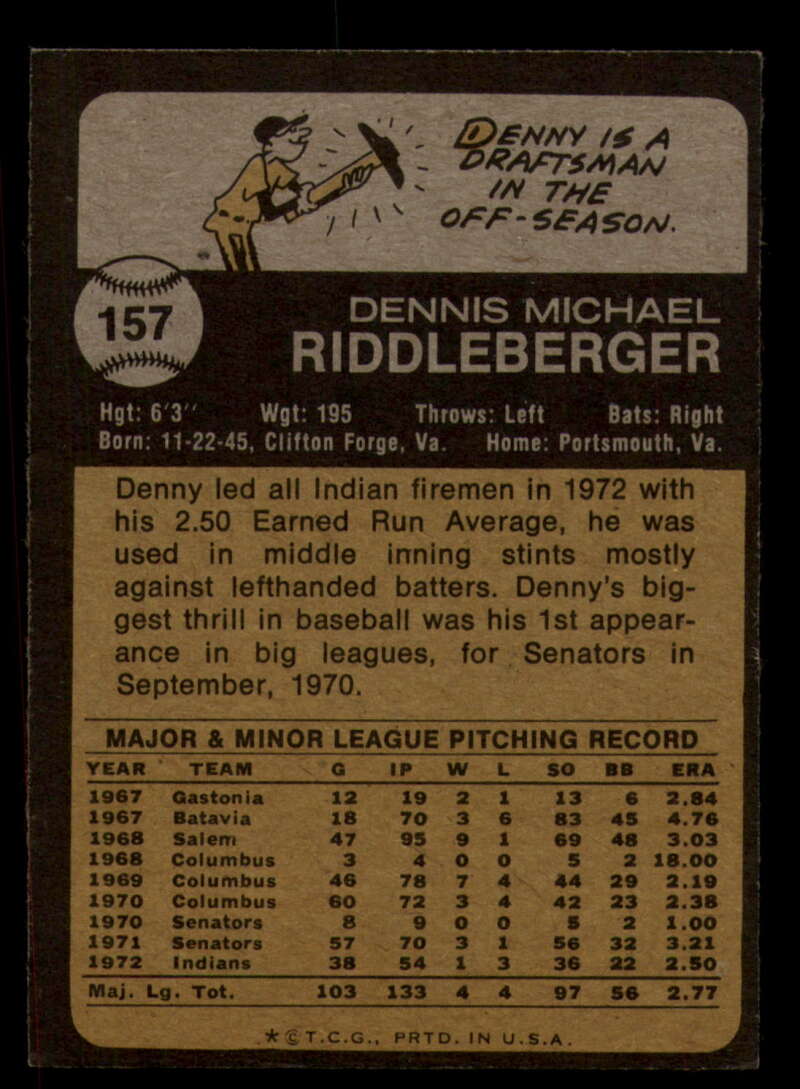 DENNY IS A
DRAFTSMAN
IN THE
OFF-SEASON.
157
DENNIS MICHAEL
RIDDLEBERGER
Hgt: 6'3" Wgt: 195 Throws: Left Bats: Right
Born: 11-22-45, Clifton Forge, Va. Home: Portsmouth, Va.
Denny led all Indian firemen in 1972 with
his 2.50 Earned Run Average, he was
used in middle inning stints mostly
against lefthanded batters. Denny's big-
gest thrill in baseball was his 1st appear-
ance in big leagues, for Senators in
September, 1970.
MAJOR & MINOR LEAGUE PITCHING RECORD
YEAR TEAM G IP W L SO BB ERA
1967 Gastonia 12 19 2 1 13 6 2.84
1967 Batavia 18 70 3 6 83 45 4.76
1968 Salem 47 95 9 1 69 48 3.03
1968 Columbus 3 4 0 0 5 2 18.00
1969 Columbus 46 78 7 4 44 29 2.19
1970 Columbus 60 72 3 4 42 23 2.38
1970 Senators 8 9 0 0 5 2 1.00
1971 Senators 57 70 3 1 56 32 3.21
1972 Indians 38 54 1 3 36 22 2.50
Maj. Lg. Tot. 103 133 4 4 97 56 2.77
*©T.C.G., PRTD. IN U.S.A.